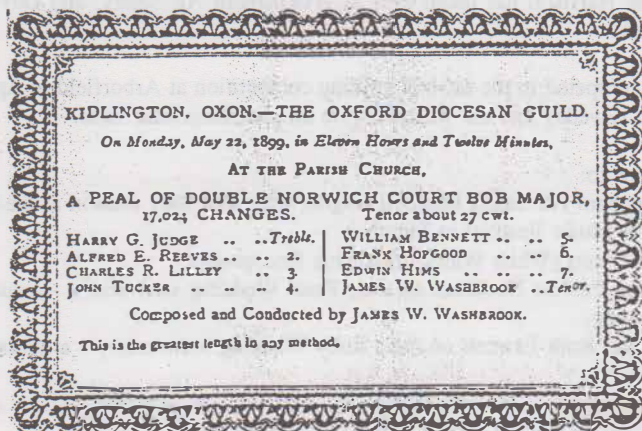 KIDLINGTON, OXON.—THE OXFORD DIOCESAN GUILD.
On Monday, May 22, 1899, in Eleven Hours and Twelve Minutes,
AT THE PARISH CHURCH,
A PEAL OF DOUBLE NORWICH COURT BOB MAJOR,
17,024 CHANGES. Tenor about 27 cwt.
HARRY G. JUDGE .. ..Treble.
ALFRED E. REEVES.. .. 2.
CHARLES R. LILLEY .. 3.
JOHN TUCKER .. .. 4.
WILLIAM BENNETT .. .. 5.
FRANK HOPGOOD .. .. 6.
EDWIN HIMS .. .. .. 7.
JAMES W. WASHBROOK ..Tenor.
Composed and Conducted by JAMES W. WASHBROOK.
This is the greatest length in any method.